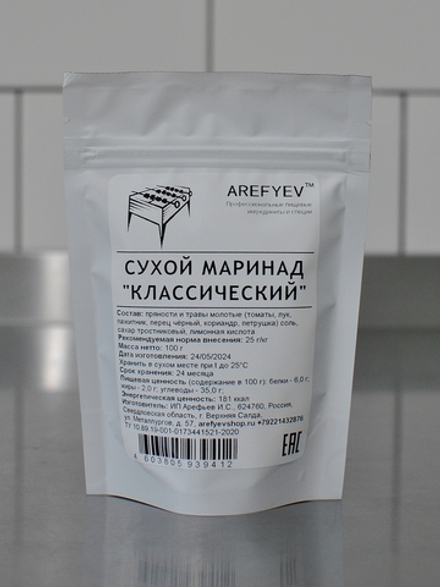 AREFYEV™
Профессиональные пищевые
ингредиенты и специи
СУХОЙ МАРИНАД
"КЛАССИЧЕСКИЙ"
Состав: пряности и травы молотые (томаты, лук,
пажитник, перец чёрный, кориандр, петрушка) соль,
сахар тростниковый, лимонная кислота
Рекомендуемая норма внесения: 25 г/кг
Масса нетто: 100 г
Дата изготовления: 24/05/2024
Хранить в сухом месте при t до 25°C
Срок хранения: 24 месяца
Пищевая ценность (содержание в 100 г): белки - 6,0 г;
жиры - 2,0 г; углеводы - 35,0 г;
Энергетическая ценность: 181 ккал
Изготовитель: ИП Арефьев И.С., 624760, Россия,
Свердловская область, г. Верхняя Салда,
ул. Металлургов, д. 57, arefyevshop.ru +79221432876
ТУ 10.89.19-001-0173441521-2020
4 603805 939412
EAC